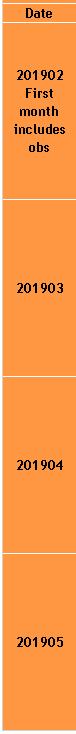 Date
201902
First
month
includes
obs
201903
201904
201905